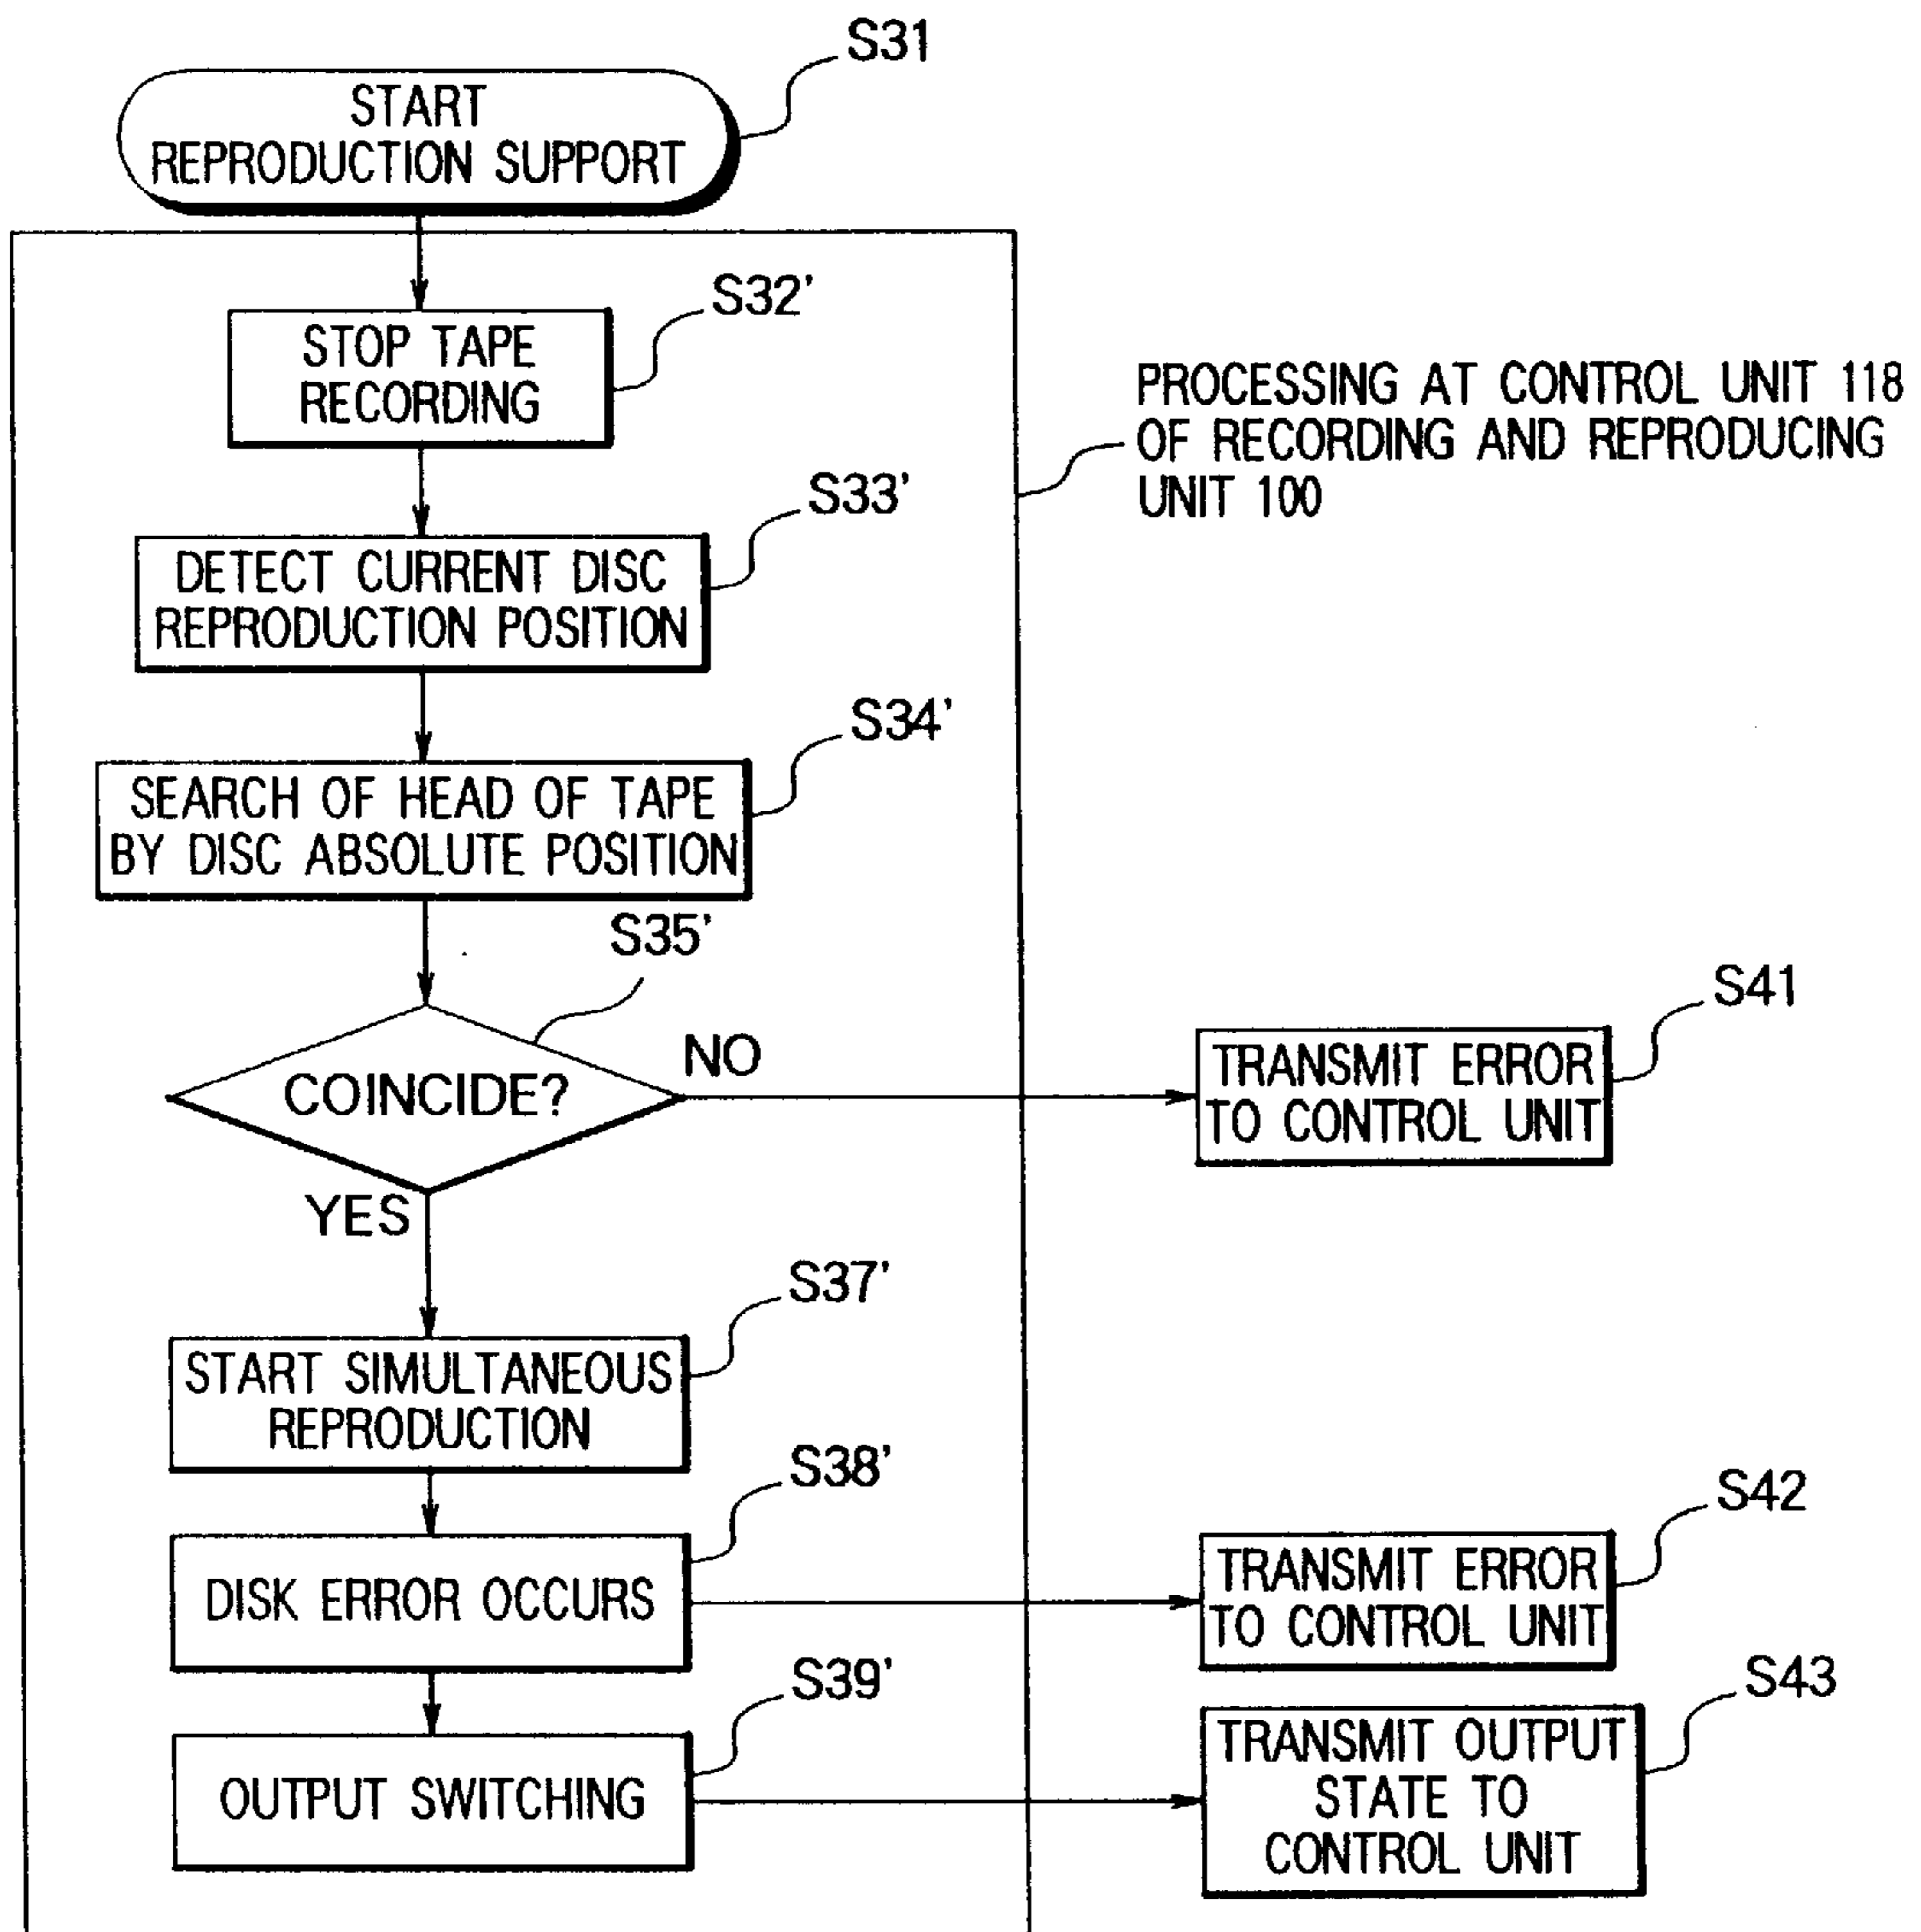 S31
START
REPRODUCTION SUPPORT
S32'
STOP TAPE
RECORDING
PROCESSING AT CONTROL UNIT 118
OF RECORDING AND REPRODUCING
UNIT 100
S33'
DETECT CURRENT DISC
REPRODUCTION POSITION
S34'
SEARCH OF HEAD OF TAPE
BY DISC ABSOLUTE POSITION
S35'
COINCIDE?
NO
YES
S41
TRANSMIT ERROR
TO CONTROL UNIT
S37'
START SIMULTANEOUS
REPRODUCTION
S38'
DISK ERROR OCCURS
S42
TRANSMIT ERROR
TO CONTROL UNIT
S39'
OUTPUT SWITCHING
S43
TRANSMIT OUTPUT
STATE TO
CONTROL UNIT